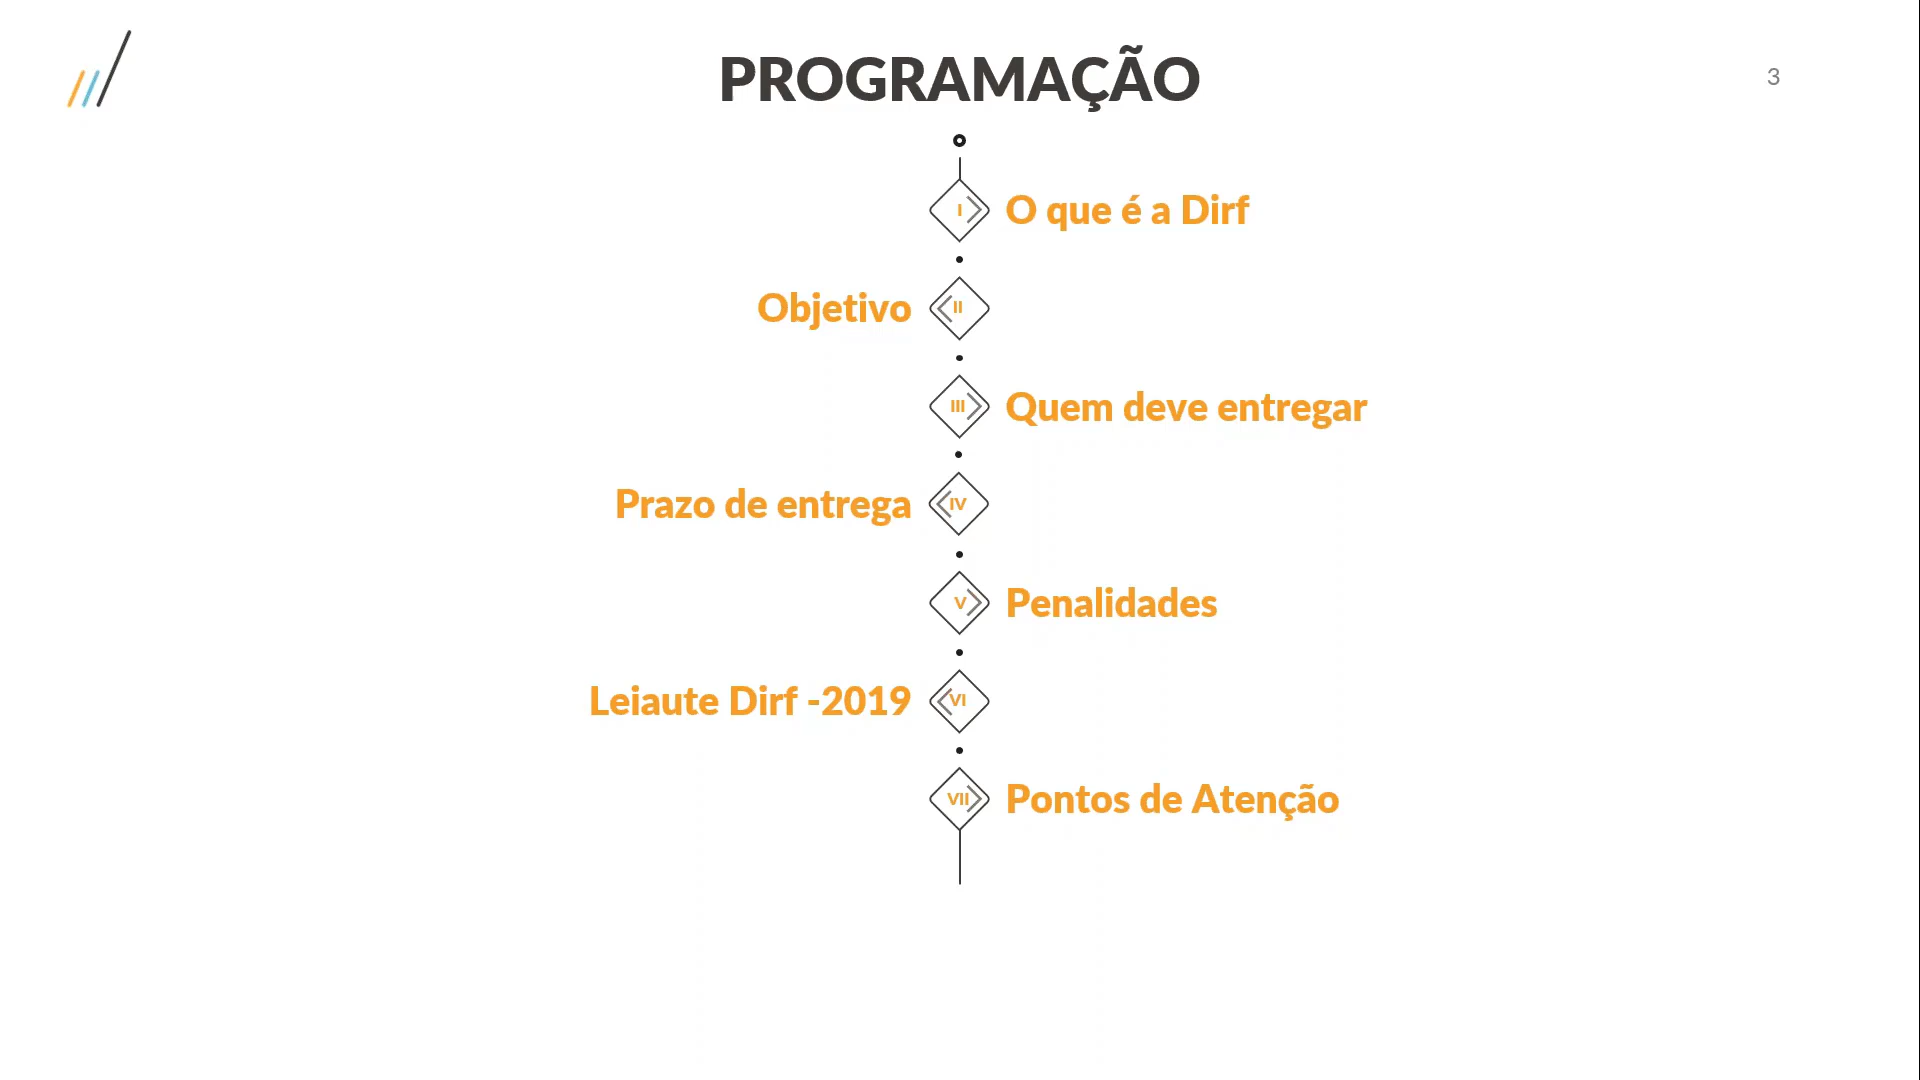 PROGRAMAÇÃO
3
I O que é a Dirf
Objetivo II
III Quem deve entregar
Prazo de entrega IV
V Penalidades
Leiaute Dirf -2019 VI
VII Pontos de Atenção